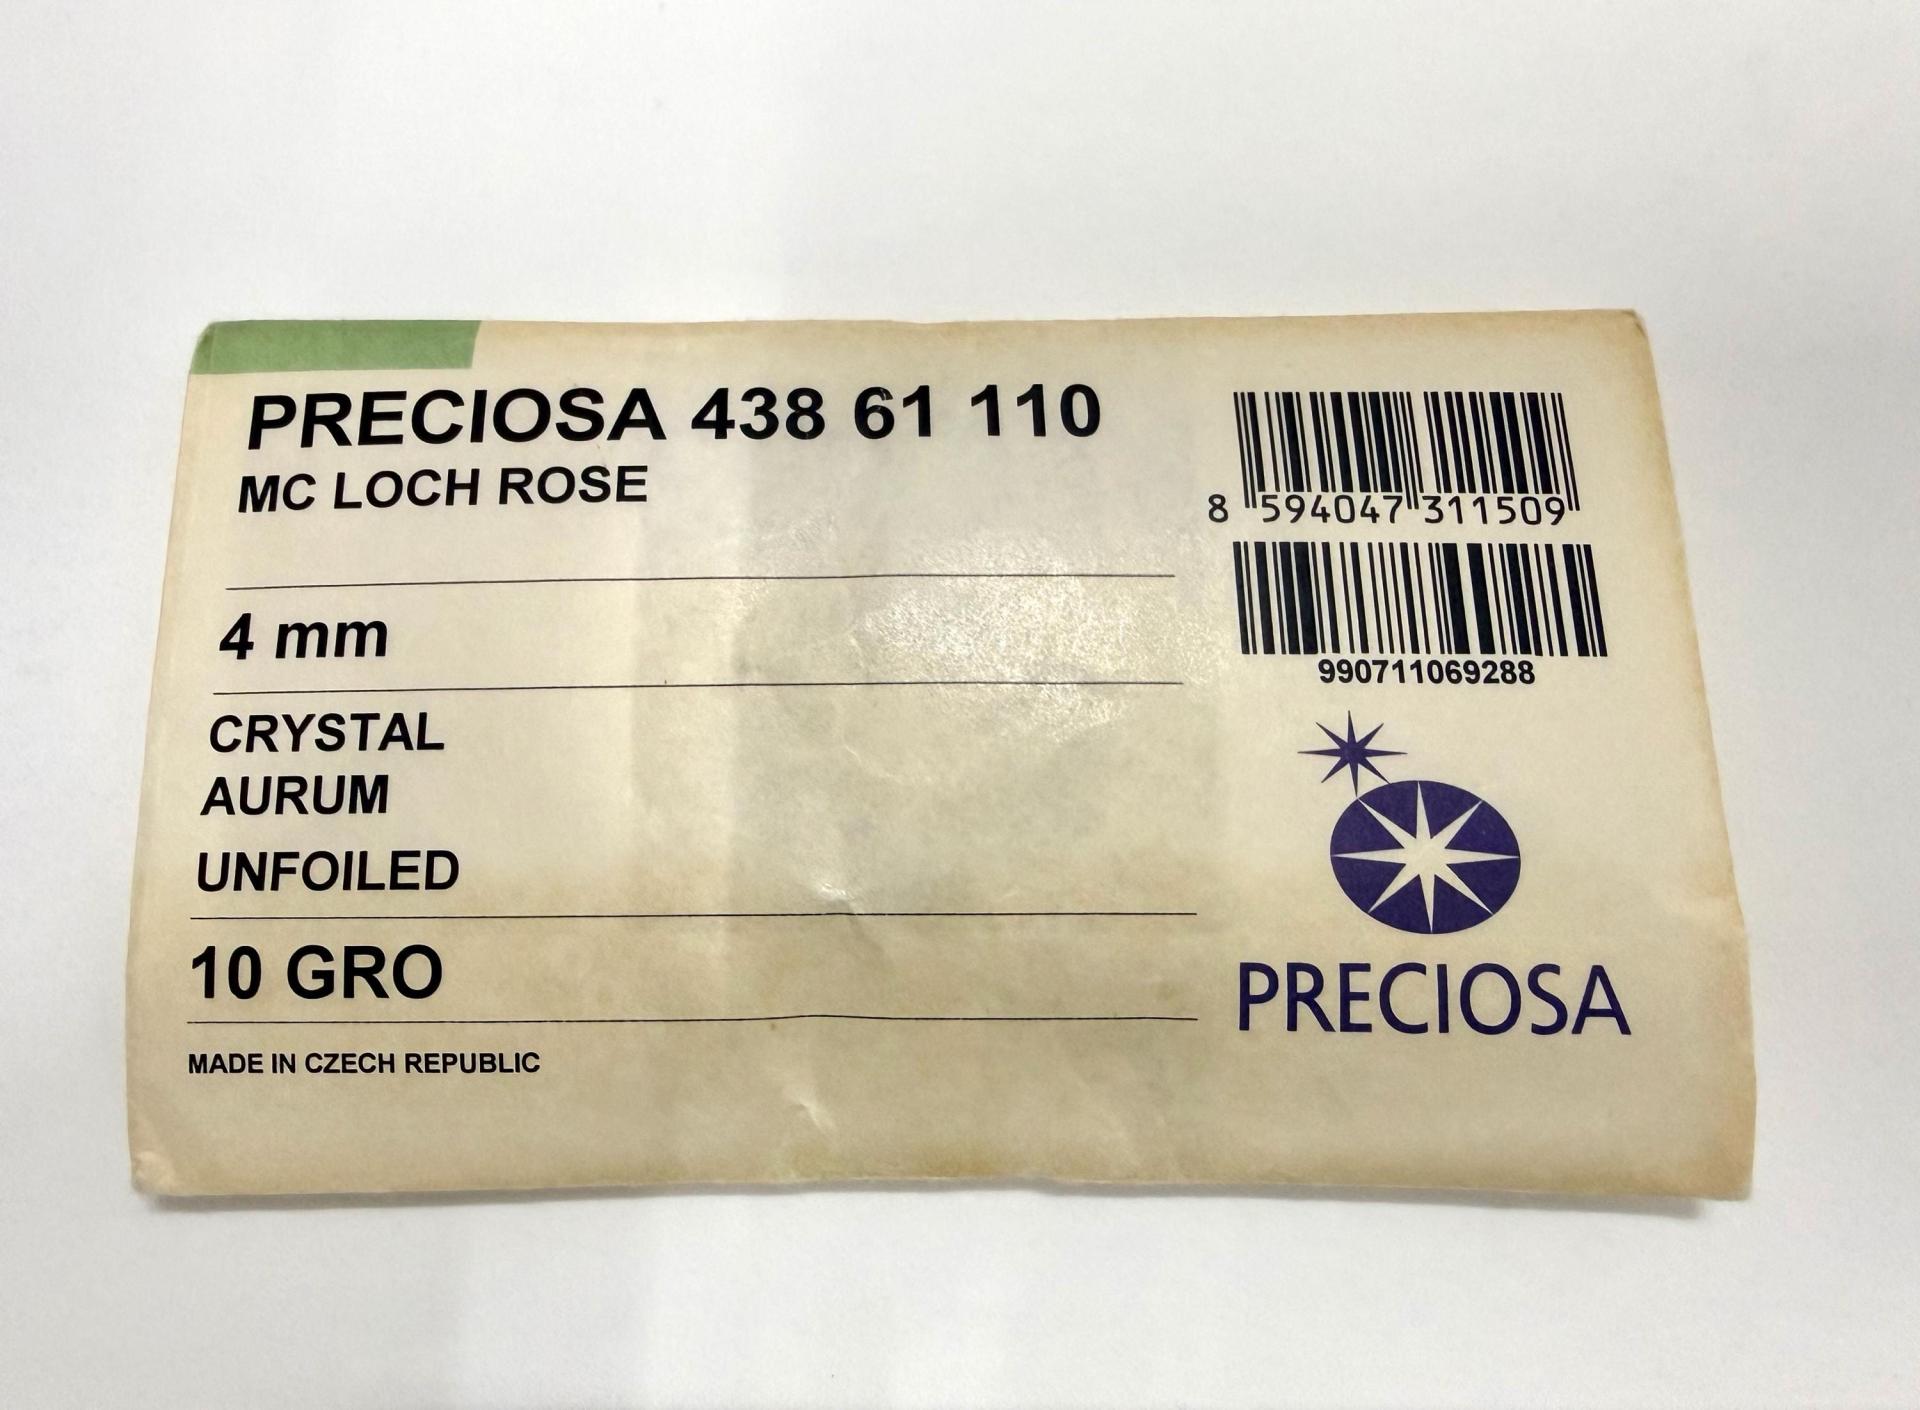 PRECIOSA 438 61 110
MC LOCH ROSE
4 mm
CRYSTAL
AURUM
UNFOILED
10 GRO
MADE IN CZECH REPUBLIC
8 594047 311509
990711069288
PRECIOSA